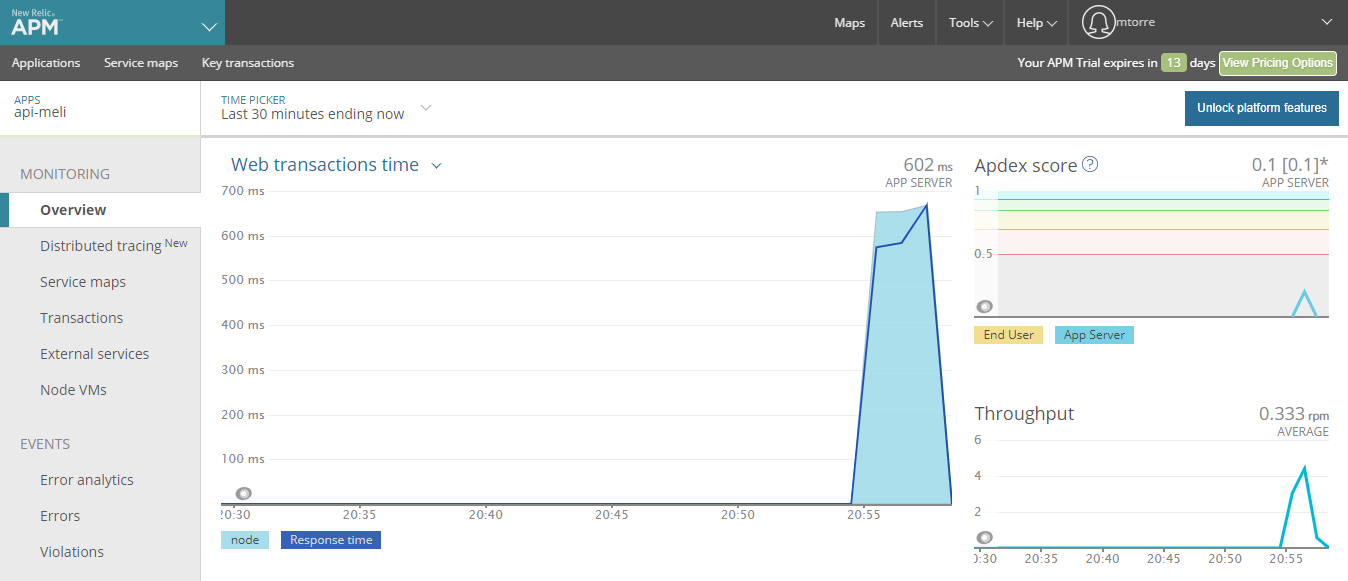 New Relic®
APM™
Maps
Alerts
Tools
Help
mtorre
Applications
Service maps
Key transactions
Your APM Trial expires in 13 days
View Pricing Options
APPS
api-meli
TIME PICKER
Last 30 minutes ending now
Unlock platform features
MONITORING
Overview
Distributed tracing New
Service maps
Transactions
External services
Node VMs
EVENTS
Error analytics
Errors
Violations
Web transactions time
602 ms
APP SERVER
700 ms
600 ms
500 ms
400 ms
300 ms
200 ms
100 ms
20:30 20:35 20:40 20:45 20:50 20:55
node
Response time
Apdex score ?
0.1 [0.1]*
APP SERVER
1
0.5
End User
App Server
Throughput
0.333 rpm
AVERAGE
6
4
2
0:30 20:35 20:40 20:45 20:50 20:55